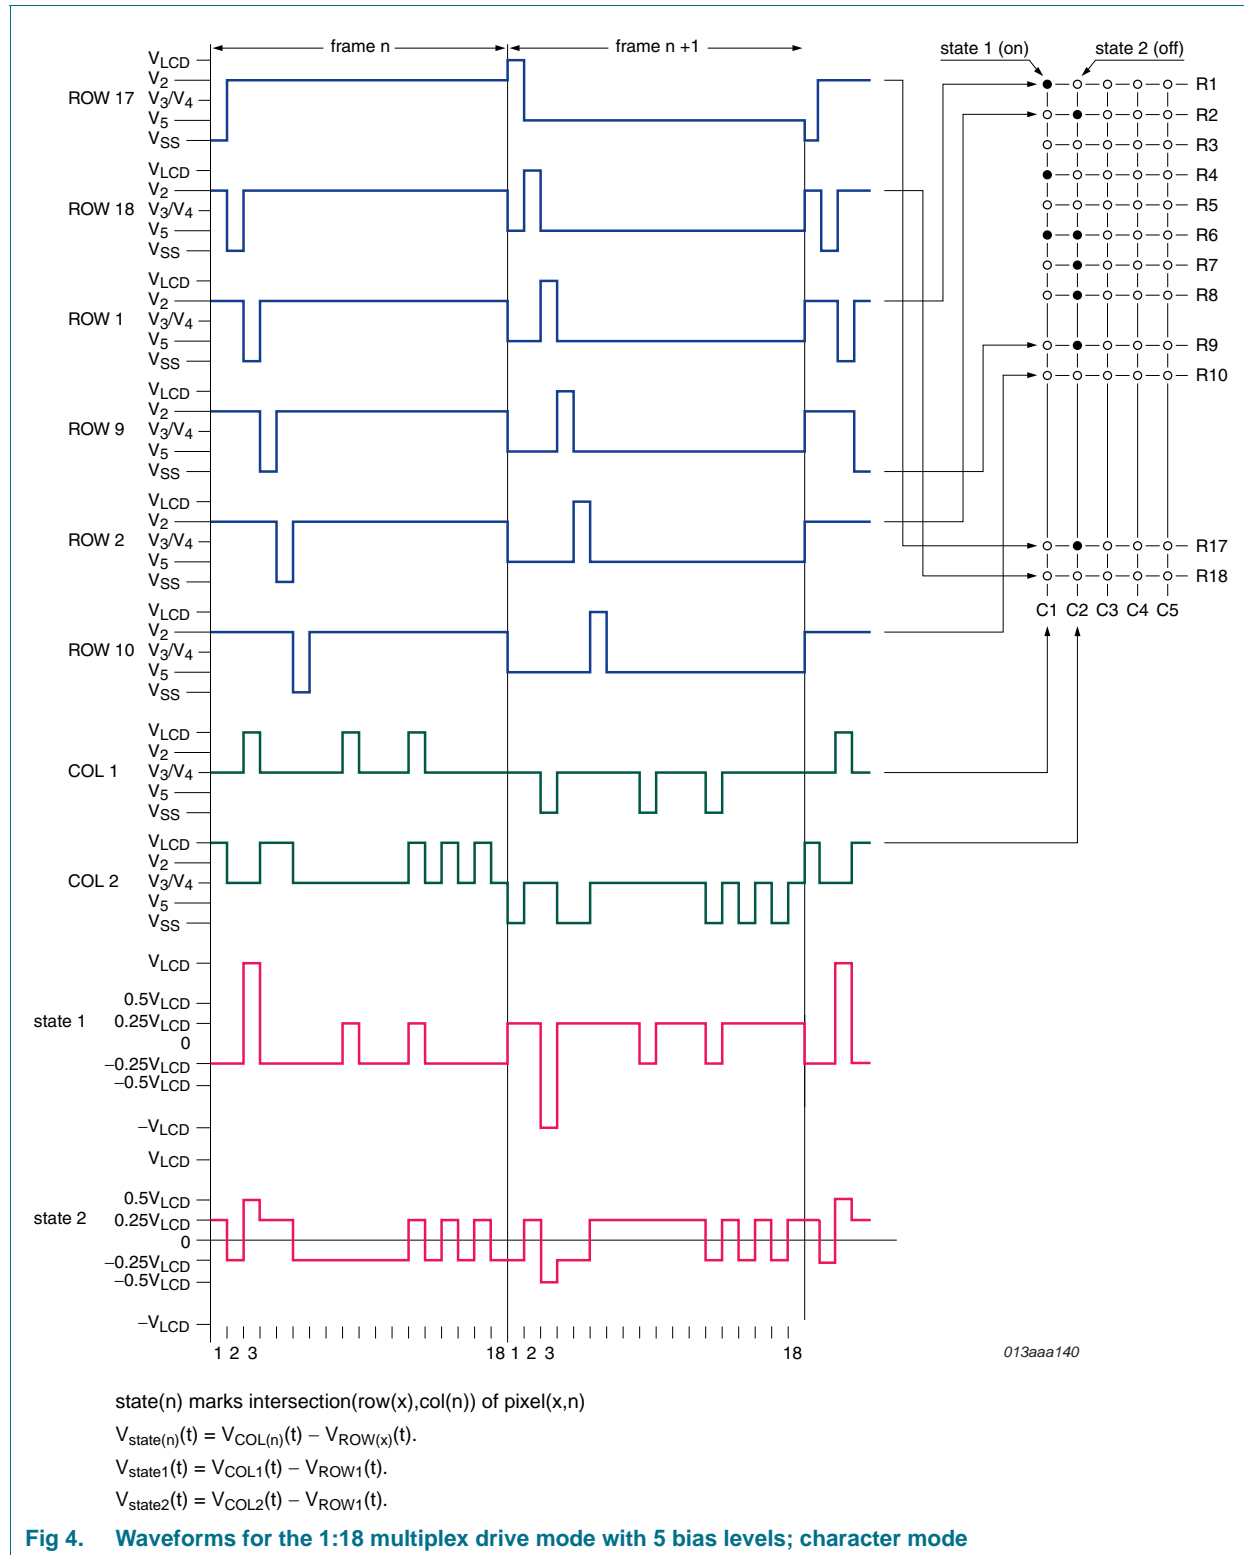 frame n
frame n +1
state 1 (on)
state 2 (off)
ROW 17
VLCD
V2
V3/V4
V5
VSS
ROW 18
VLCD
V2
V3/V4
V5
VSS
ROW 1
VLCD
V2
V3/V4
V5
VSS
ROW 9
VLCD
V2
V3/V4
V5
VSS
ROW 2
VLCD
V2
V3/V4
V5
VSS
ROW 10
VLCD
V2
V3/V4
V5
VSS
COL 1
VLCD
V2
V3/V4
V5
VSS
COL 2
VLCD
V2
V3/V4
V5
VSS
state 1
VLCD
0.5VLCD
0.25VLCD
0
−0.25VLCD
−0.5VLCD
−VLCD
state 2
VLCD
0.5VLCD
0.25VLCD
0
−0.25VLCD
−0.5VLCD
−VLCD
1 2 3 18 1 2 3 18
R1
R2
R3
R4
R5
R6
R7
R8
R9
R10
R17
R18
C1 C2 C3 C4 C5
013aaa140
state(n) marks intersection(row(x),col(n)) of pixel(x,n)
Vstate(n)(t) = VCOL(n)(t) − VROW(x)(t).
Vstate1(t) = VCOL1(t) − VROW1(t).
Vstate2(t) = VCOL2(t) − VROW1(t).
Fig 4. Waveforms for the 1:18 multiplex drive mode with 5 bias levels; character mode